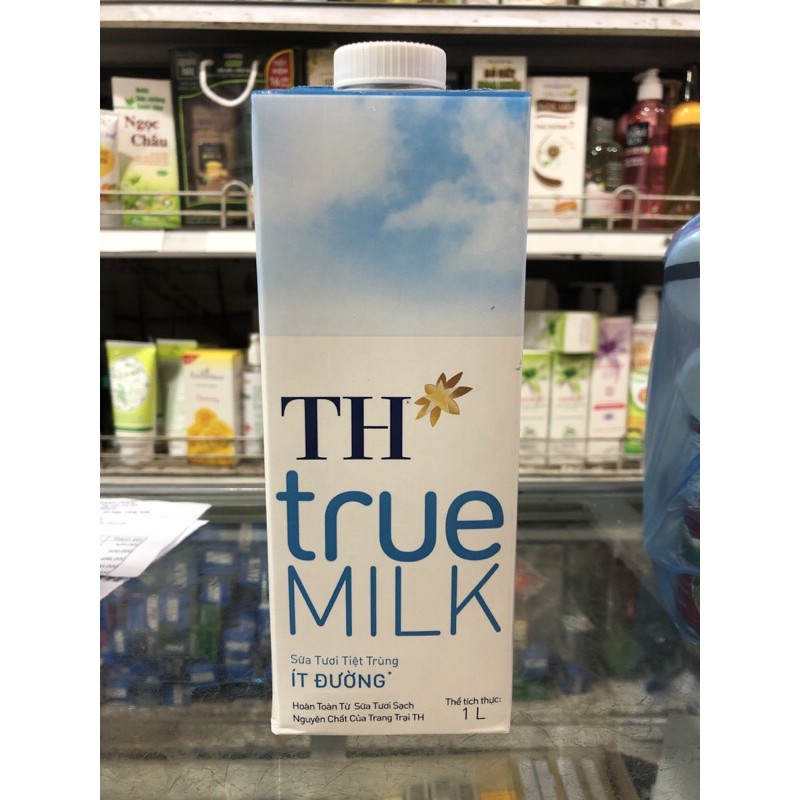 Ngọc
Châu
TH
true
MILK
Sữa Tươi Tiệt Trùng
ÍT ĐƯỜNG*
Hoàn Toàn Từ Sữa Tươi Sạch
Nguyên Chất Của Trang Trại TH
Thể tích thực:
1 L